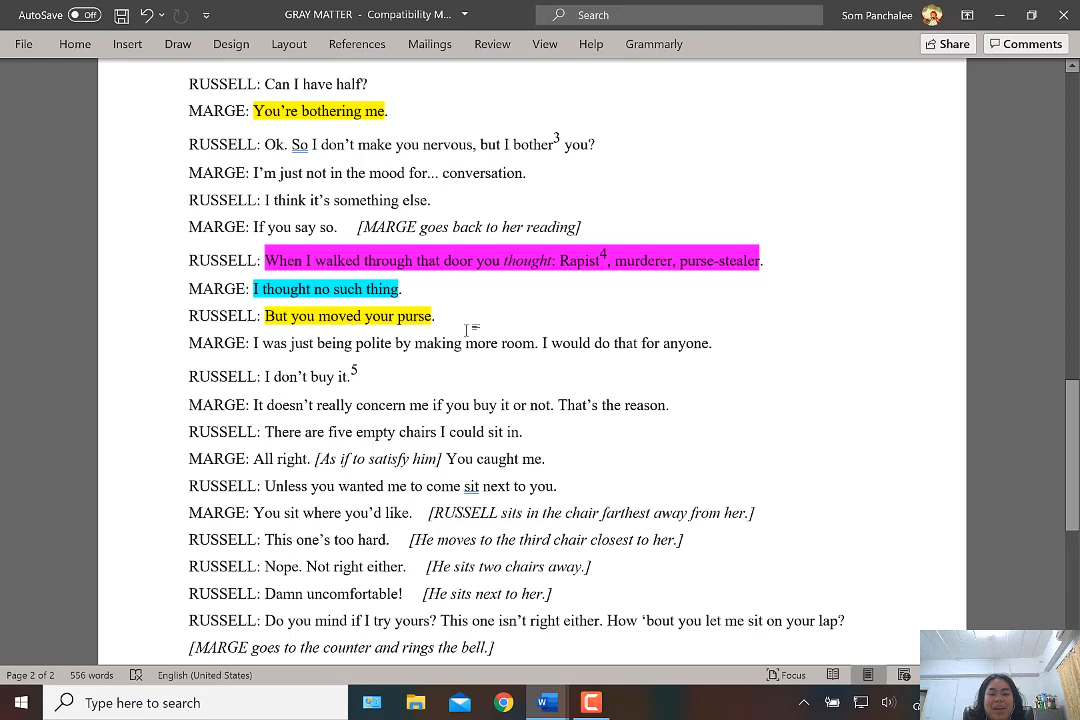 AutoSave Off GRAY MATTER - Compatibility M... Search Som Panchalee
File Home Insert Draw Design Layout References Mailings Review View Help Grammarly Share Comments
RUSSELL: Can I have half?
MARGE: You’re bothering me.
RUSSELL: Ok. So I don’t make you nervous, but I bother3 you?
MARGE: I’m just not in the mood for... conversation.
RUSSELL: I think it’s something else.
MARGE: If you say so. [MARGE goes back to her reading]
RUSSELL: When I walked through that door you thought: Rapist4, murderer, purse-stealer.
MARGE: I thought no such thing.
RUSSELL: But you moved your purse.
MARGE: I was just being polite by making more room. I would do that for anyone.
RUSSELL: I don’t buy it.5
MARGE: It doesn’t really concern me if you buy it or not. That’s the reason.
RUSSELL: There are five empty chairs I could sit in.
MARGE: All right. [As if to satisfy him] You caught me.
RUSSELL: Unless you wanted me to come sit next to you.
MARGE: You sit where you’d like. [RUSSELL sits in the chair farthest away from her.]
RUSSELL: This one’s too hard. [He moves to the third chair closest to her.]
RUSSELL: Nope. Not right either. [He sits two chairs away.]
RUSSELL: Damn uncomfortable! [He sits next to her.]
RUSSELL: Do you mind if I try yours? This one isn’t right either. How ‘bout you let me sit on your lap?
[MARGE goes to the counter and rings the bell.]
Page 2 of 2 556 words English (United States) Focus
Type here to search